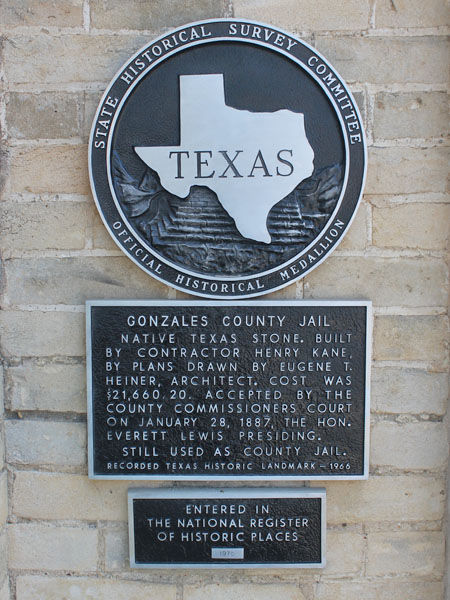 STATE HISTORICAL SURVEY COMMITTEE
TEXAS
OFFICIAL HISTORICAL MEDALLION
GONZALES COUNTY JAIL
NATIVE TEXAS STONE. BUILT
BY CONTRACTOR HENRY KANE,
BY PLANS DRAWN BY EUGENE T.
HEINER, ARCHITECT. COST WAS
$21,660.20. ACCEPTED BY THE
COUNTY COMMISSIONERS COURT
ON JANUARY 28, 1887, THE HON.
EVERETT LEWIS PRESIDING.
STILL USED AS COUNTY JAIL.
RECORDED TEXAS HISTORIC LANDMARK - 1966
ENTERED IN
THE NATIONAL REGISTER
OF HISTORIC PLACES